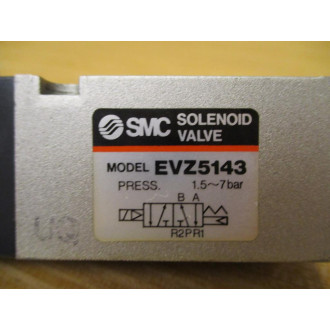 SMC SOLENOID
VALVE
MODEL EVZ5143
PRESS. 1.5~7bar
B A
R2PR1